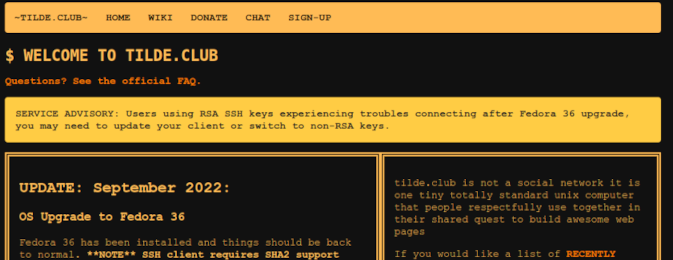 ~TILDE.CLUB~ HOME WIKI DONATE CHAT SIGN-UP
$ WELCOME TO TILDE.CLUB
Questions? See the official FAQ.
SERVICE ADVISORY: Users using RSA SSH keys experiencing troubles connecting after Fedora 36 upgrade,
you may need to update your client or switch to non-RSA keys.
UPDATE: September 2022:
OS Upgrade to Fedora 36
Fedora 36 has been installed and things should be back
to normal. **NOTE** SSH client requires SHA2 support
tilde.club is not a social network it is
one tiny totally standard unix computer
that people respectfully use together in
their shared quest to build awesome web
pages
If you would like a list of RECENTLY